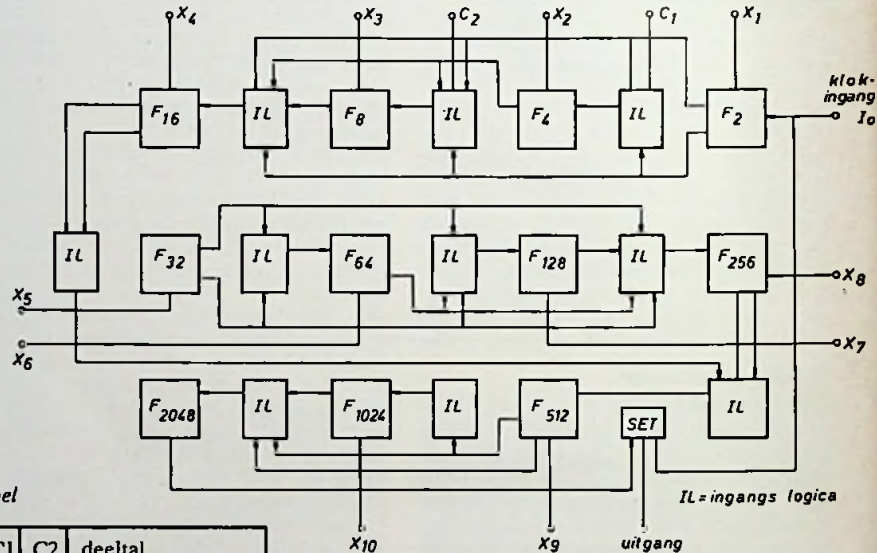 X4 X3 C2 X2 C1 X1
klok-
ingang
Io
F16 IL F8 IL F4 IL F2
IL F32 IL F64 IL F128 IL F256
X5 X8
X6 X7
F2048 IL F1024 IL F512 SET IL
IL = ingangs logica
X10 X9 uitgang
C1 C2 deeltal